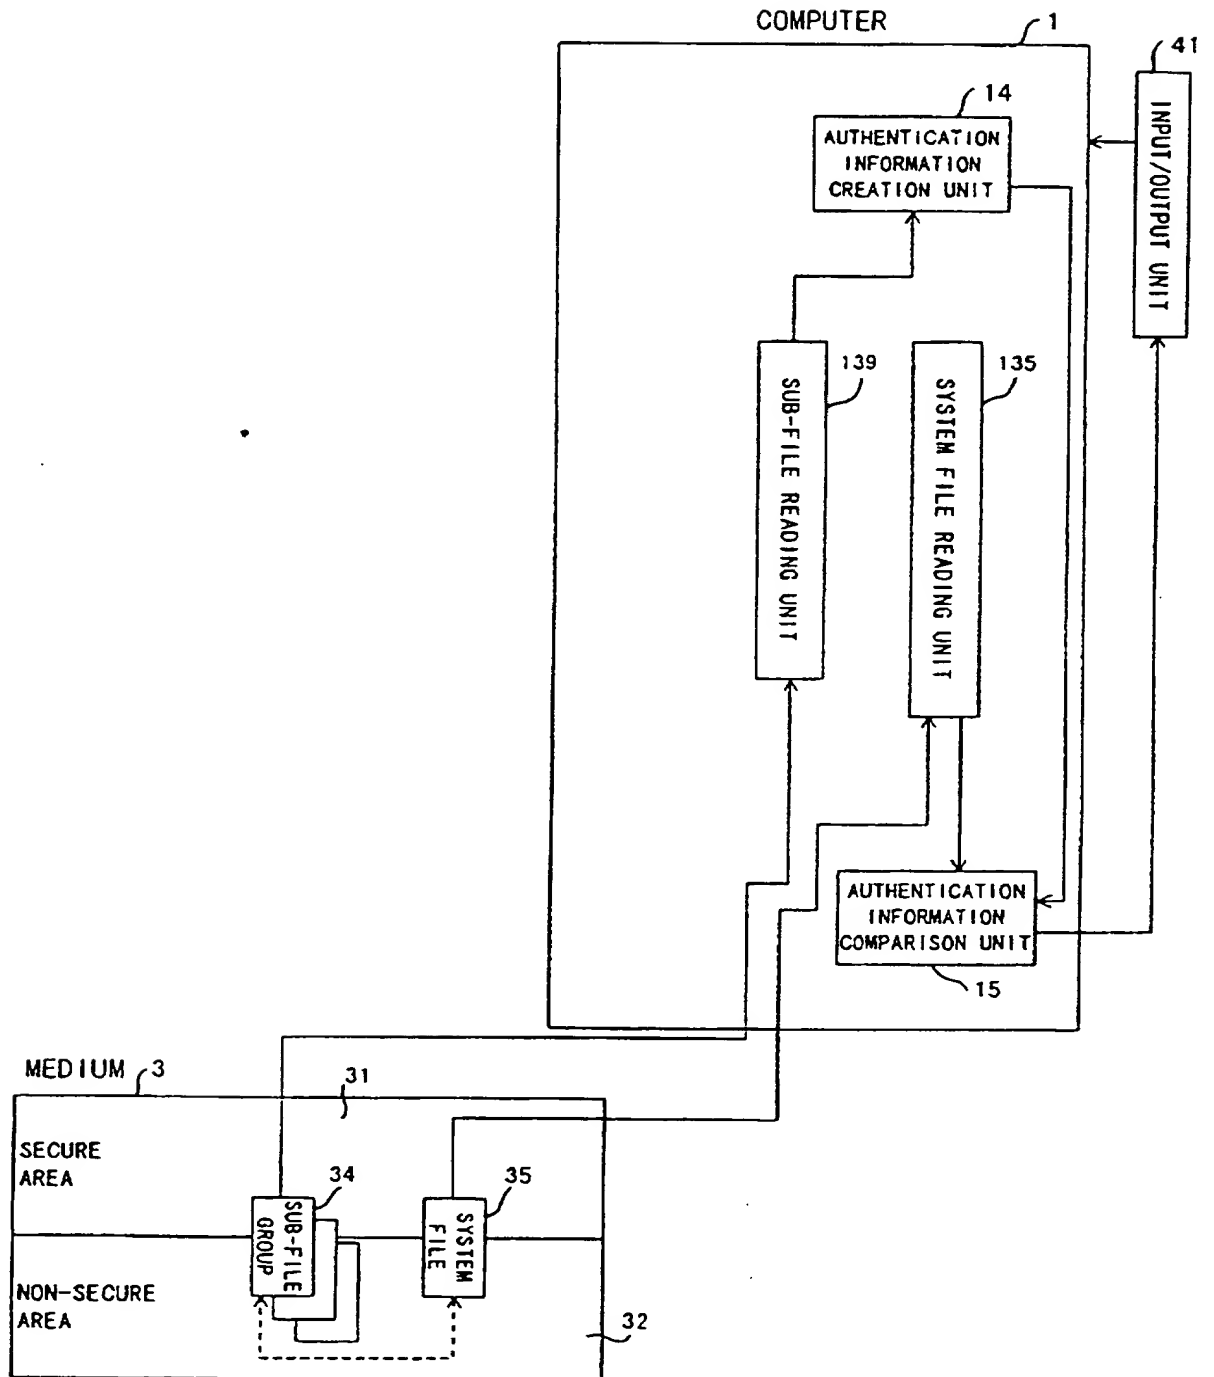 COMPUTER
1
41
14
AUTHENTICATION
INFORMATION
CREATION UNIT
INPUT/OUTPUT UNIT
139
135
SUB-FILE READING UNIT
SYSTEM FILE READING UNIT
AUTHENTICATION
INFORMATION
COMPARISON UNIT
15
MEDIUM
3
31
SECURE
AREA
34
35
SUB-FILE
GROUP
SYSTEM
FILE
NON-SECURE
AREA
32